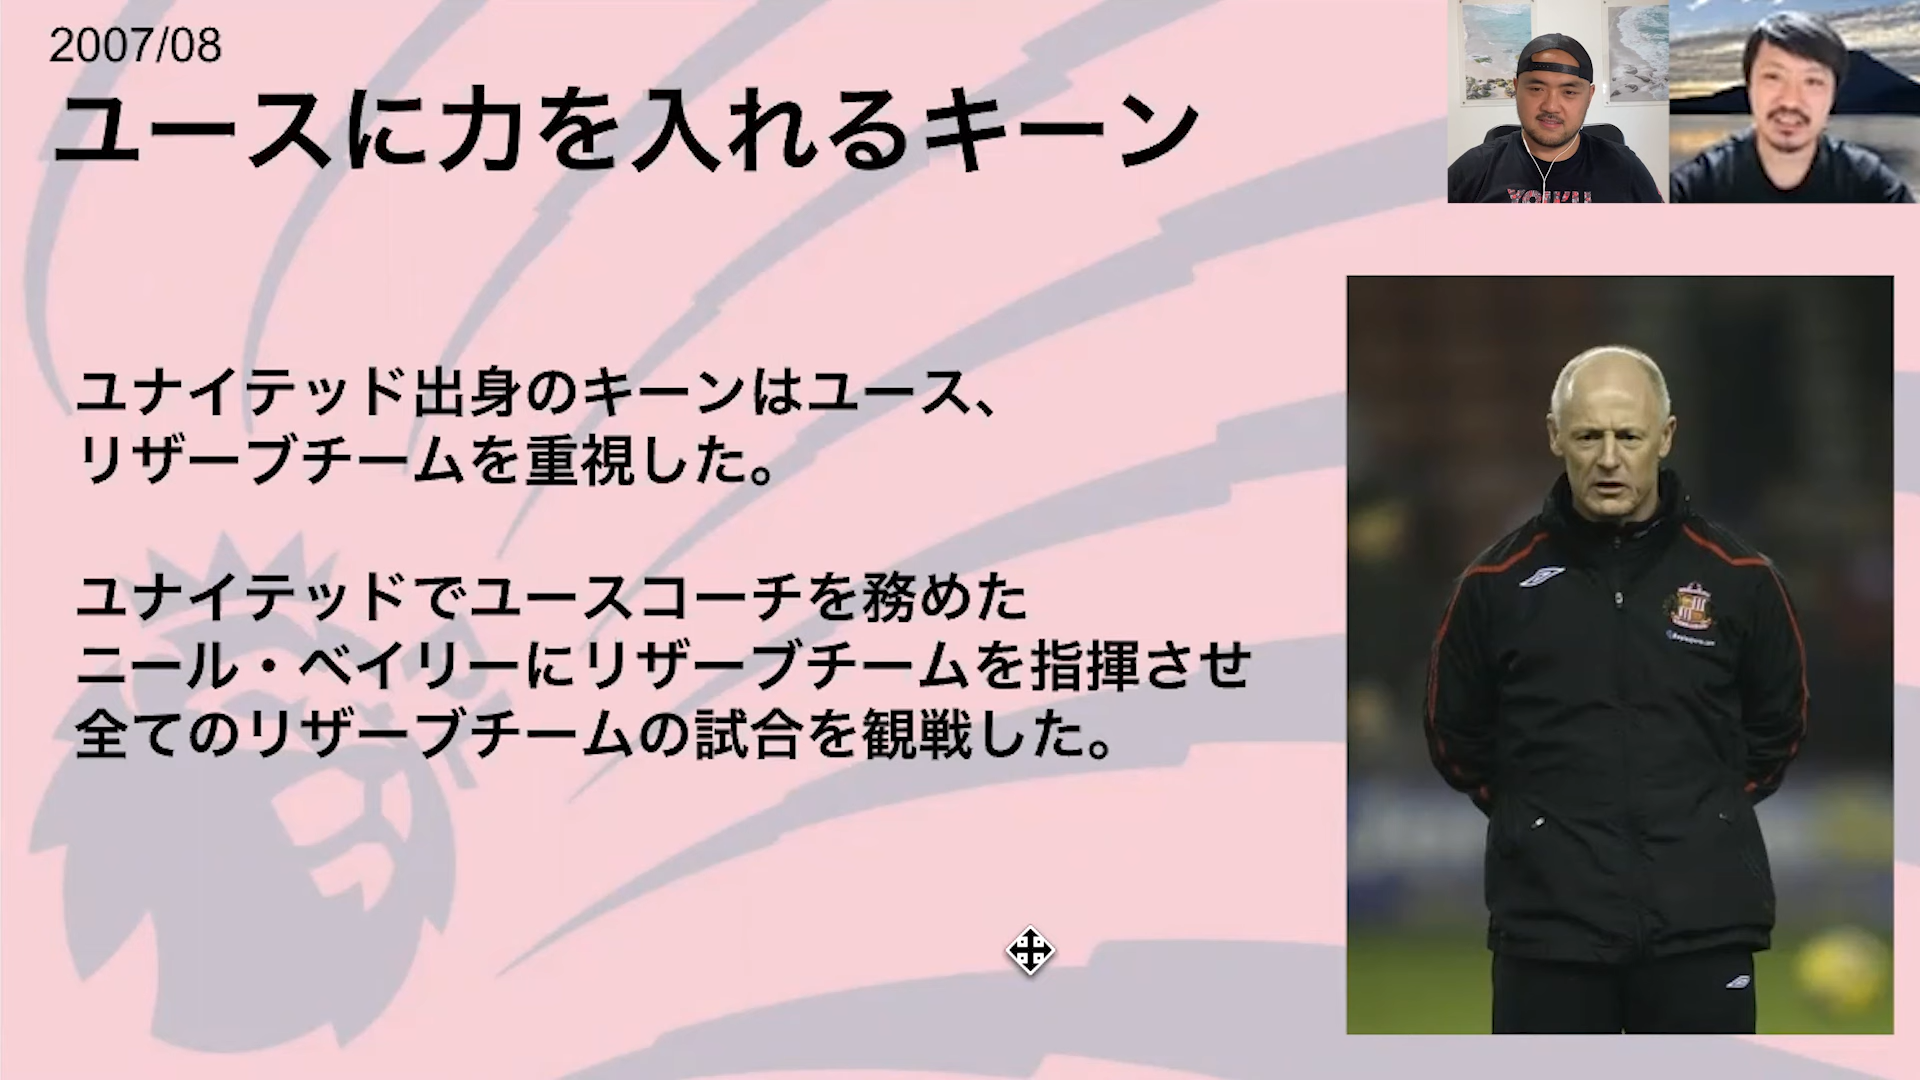 2007/08
ユースに力を入れるキーン
ユナイテッド出身のキーンはユース、
リザーブチームを重視した。
ユナイテッドでユースコーチを務めた
ニール・ベイリーにリザーブチームを指揮させ
全てのリザーブチームの試合を観戦した。